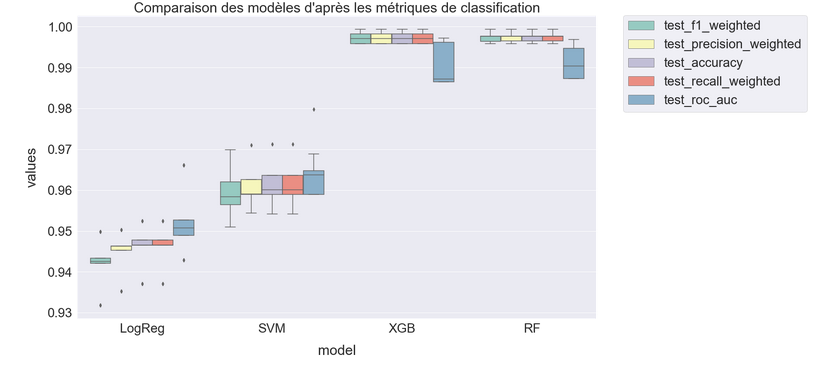 Comparaison des modèles d'après les métriques de classification
1.00
0.99
0.98
0.97
0.96
0.95
0.94
0.93
values
LogReg
SVM
XGB
RF
model
test_f1_weighted
test_precision_weighted
test_accuracy
test_recall_weighted
test_roc_auc